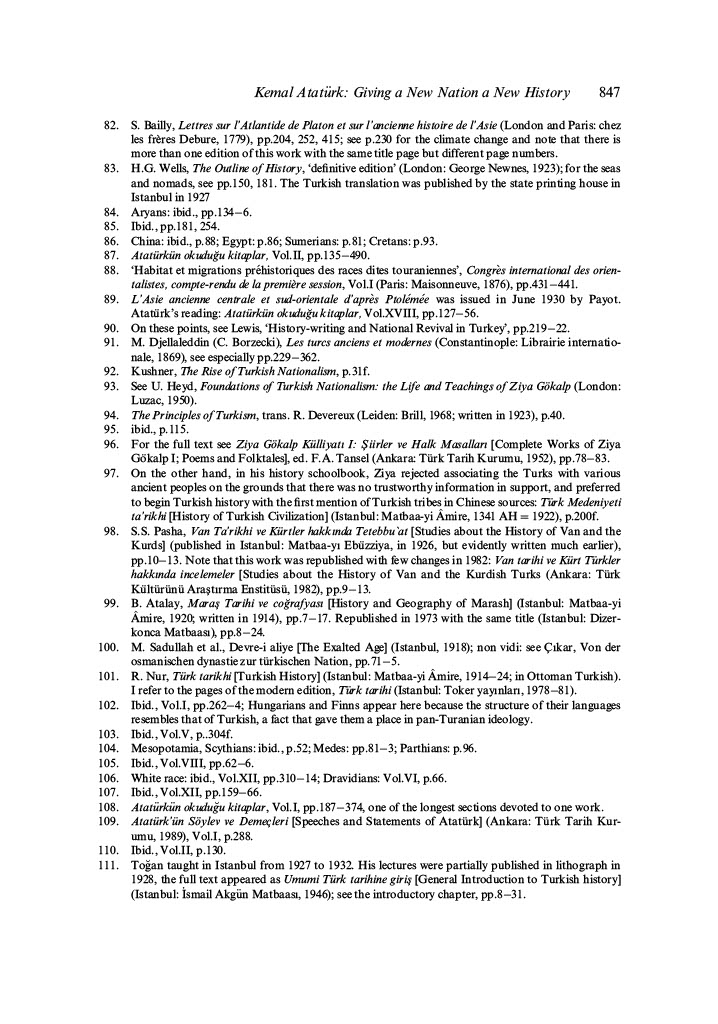 Kemal Atatürk: Giving a New Nation a New History 847
82. S. Bailly, Lettres sur l'Atlantide de Platon et sur l'ancienne histoire de l'Asie (London and Paris: chez
les frères Debure, 1779), pp.204, 252, 415; see p.230 for the climate change and note that there is
more than one edition of this work with the same title page but different page numbers.
83. H.G. Wells, The Outline of History, 'definitive edition' (London: George Newnes, 1923); for the seas
and nomads, see pp.150, 181. The Turkish translation was published by the state printing house in
Istanbul in 1927
84. Aryans: ibid., pp.134–6.
85. Ibid., pp.181, 254.
86. China: ibid., p.88; Egypt: p.86; Sumerians: p.81; Cretans: p.93.
87. Atatürkün okuduğu kitaplar, Vol.II, pp.135–490.
88. 'Habitat et migrations préhistoriques des races dites touraniennes', Congrès international des orien-
talistes, compte-rendu de la première session, Vol.I (Paris: Maisonneuve, 1876), pp.431–441.
89. L'Asie ancienne centrale et sud-orientale d'après Ptolémée was issued in June 1930 by Payot.
Atatürk's reading: Atatürkün okuduğu kitaplar, Vol.XVIII, pp.127–56.
90. On these points, see Lewis, 'History-writing and National Revival in Turkey', pp.219–22.
91. M. Djellaleddin (C. Borzecki), Les turcs anciens et modernes (Constantinople: Librairie internatio-
nale, 1869), see especially pp.229–362.
92. Kushner, The Rise of Turkish Nationalism, p.31f.
93. See U. Heyd, Foundations of Turkish Nationalism: the Life and Teachings of Ziya Gökalp (London:
Luzac, 1950).
94. The Principles of Turkism, trans. R. Devereux (Leiden: Brill, 1968; written in 1923), p.40.
95. ibid., p.115.
96. For the full text see Ziya Gökalp Külliyatı I: Şiirler ve Halk Masalları [Complete Works of Ziya
Gökalp I; Poems and Folktales], ed. F.A. Tansel (Ankara: Türk Tarih Kurumu, 1952), pp.78–83.
97. On the other hand, in his history schoolbook, Ziya rejected associating the Turks with various
ancient peoples on the grounds that there was no trustworthy information in support, and preferred
to begin Turkish history with the first mention of Turkish tribes in Chinese sources: Türk Medeniyeti
ta'rikhi [History of Turkish Civilization] (Istanbul: Matbaa-yi Âmire, 1341 AH = 1922), p.200f.
98. S.S. Pasha, Van Ta'rikhi ve Kürtler hakkında Tetebbu'at [Studies about the History of Van and the
Kurds] (published in Istanbul: Matbaa-yı Ebüzziya, in 1926, but evidently written much earlier),
pp.10–13. Note that this work was republished with few changes in 1982: Van tarihi ve Kürt Türkler
hakkında incelemeler [Studies about the History of Van and the Kurdish Turks (Ankara: Türk
Kültürünü Araştırma Enstitüsü, 1982), pp.9–13.
99. B. Atalay, Maraş Tarihi ve coğrafyası [History and Geography of Marash] (Istanbul: Matbaa-yi
Âmire, 1920; written in 1914), pp.7–17. Republished in 1973 with the same title (Istanbul: Dizer-
konca Matbaası), pp.8–24.
100. M. Sadullah et al., Devre-i aliye [The Exalted Age] (Istanbul, 1918); non vidi: see Çıkar, Von der
osmanischen dynastie zur türkischen Nation, pp.71–5.
101. R. Nur, Türk tarikhi [Turkish History] (Istanbul: Matbaa-yi Âmire, 1914–24; in Ottoman Turkish).
I refer to the pages of the modern edition, Türk tarihi (Istanbul: Toker yayınları, 1978–81).
102. Ibid., Vol.I, pp.262–4; Hungarians and Finns appear here because the structure of their languages
resembles that of Turkish, a fact that gave them a place in pan-Turanian ideology.
103. Ibid., Vol.V, p..304f.
104. Mesopotamia, Scythians: ibid., p.52; Medes: pp.81–3; Parthians: p.96.
105. Ibid., Vol.VIII, pp.62–6.
106. White race: ibid., Vol.XII, pp.310–14; Dravidians: Vol.VI, p.66.
107. Ibid., Vol.XII, pp.159–66.
108. Atatürkün okuduğu kitaplar, Vol.I, pp.187–374, one of the longest sections devoted to one work.
109. Atatürk'ün Söylev ve Demeçleri [Speeches and Statements of Atatürk] (Ankara: Türk Tarih Kur-
umu, 1989), Vol.I, p.288.
110. Ibid., Vol.II, p.130.
111. Toğan taught in Istanbul from 1927 to 1932. His lectures were partially published in lithograph in
1928, the full text appeared as Umumi Türk tarihine giriş [General Introduction to Turkish history]
(Istanbul: İsmail Akgün Matbaası, 1946); see the introductory chapter, pp.8–31.